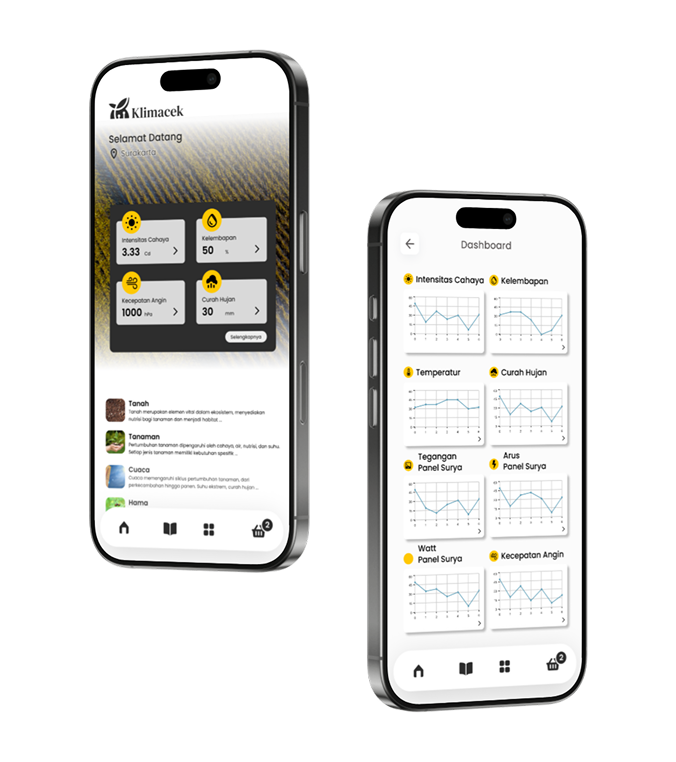 Klimacek
Selamat Datang
Surakarta
Intensitas Cahaya
3.33 Cd
Kelembapan
50 %
Kecepatan Angin
1000 hPa
Curah Hujan
30 mm
Selengkapnya
Tanah
Tanah merupakan elemen vital dalam ekosistem, menyediakan
nutrisi bagi tanaman dan menjadi habitat ...
Tanaman
Pertumbuhan tanaman dipengaruhi oleh cahaya, air, nutrisi, dan suhu.
Setiap jenis tanaman memiliki kebutuhan spesifik ...
Cuaca
Cuaca memengaruhi siklus pertumbuhan tanaman, dari
perkecambahan hingga panen. Suhu ekstrem, curah hujan ...
Hama
2
Dashboard
Intensitas Cahaya
Kelembapan
Temperatur
Curah Hujan
Tegangan
Panel Surya
Arus
Panel Surya
Watt
Panel Surya
Kecepatan Angin
2